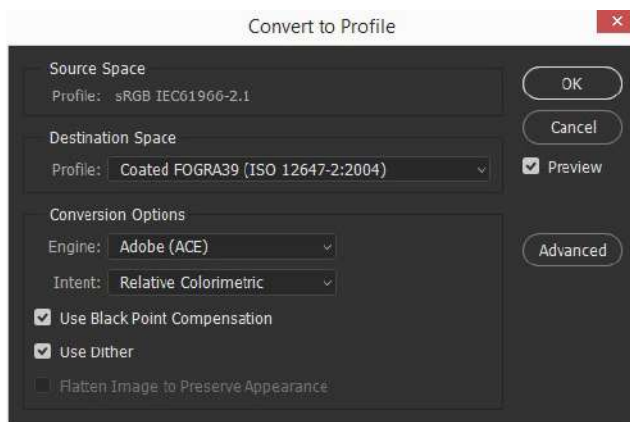 Convert to Profile
Source Space
Profile: sRGB IEC61966-2.1
OK
Cancel
Destination Space
Profile: Coated FOGRA39 (ISO 12647-2:2004)
Preview
Conversion Options
Engine: Adobe (ACE)
Advanced
Intent: Relative Colorimetric
Use Black Point Compensation
Use Dither
Flatten Image to Preserve Appearance